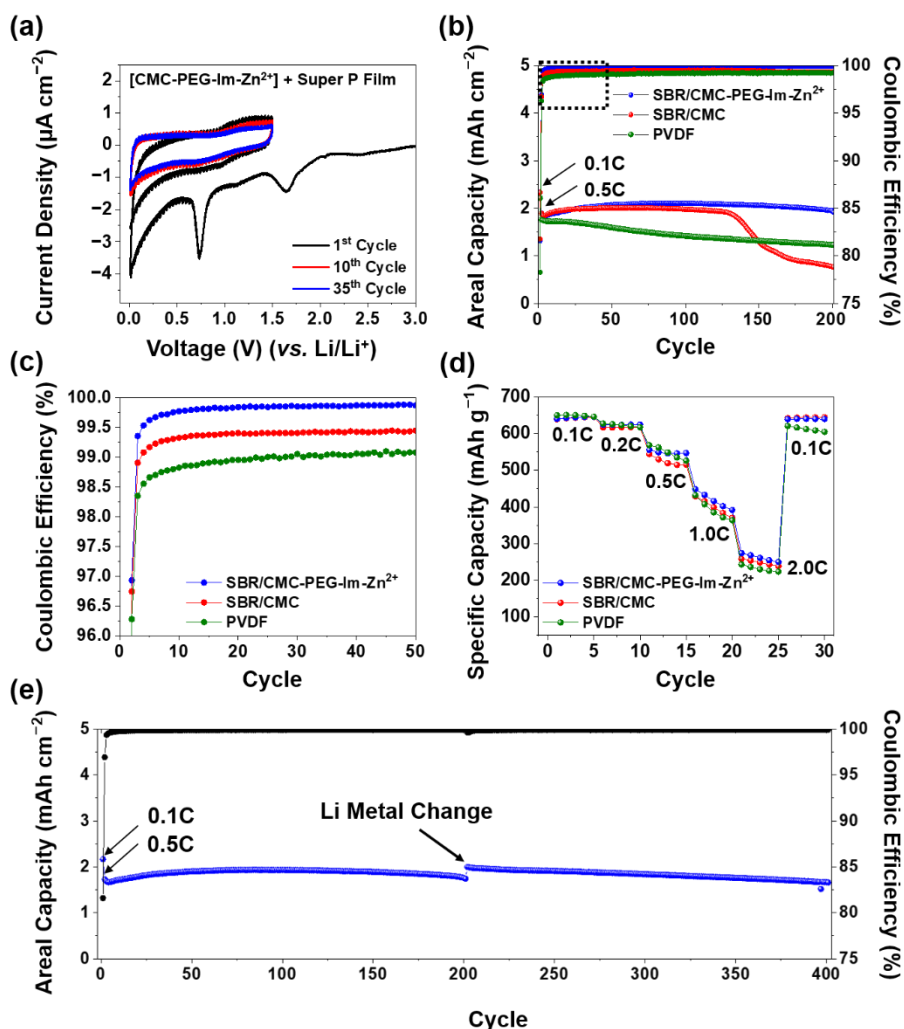 (a)
[CMC-PEG-Im-Zn²⁺] + Super P Film
2
1
0
−1
−2
−3
−4
Current Density (µA cm⁻²)
1ˢᵗ Cycle
10ᵗʰ Cycle
35ᵗʰ Cycle
0.0 0.5 1.0 1.5 2.0 2.5 3.0
Voltage (V) (vs. Li/Li⁺)
(b)
5
4
3
2
1
0
Areal Capacity (mAh cm⁻²)
SBR/CMC-PEG-Im-Zn²⁺
SBR/CMC
PVDF
0.1C
0.5C
100
95
90
85
80
75
Coulombic Efficiency (%)
0 50 100 150 200
Cycle
(c)
100.0
99.5
99.0
98.5
98.0
97.5
97.0
96.5
96.0
Coulombic Efficiency (%)
SBR/CMC-PEG-Im-Zn²⁺
SBR/CMC
PVDF
0 10 20 30 40 50
Cycle
(d)
700
600
500
400
300
200
100
0
Specific Capacity (mAh g⁻¹)
0.1C
0.2C
0.5C
1.0C
2.0C
0.1C
SBR/CMC-PEG-Im-Zn²⁺
SBR/CMC
PVDF
0 5 10 15 20 25 30
Cycle
(e)
5
4
3
2
1
0
Areal Capacity (mAh cm⁻²)
0.1C
0.5C
Li Metal Change
100
95
90
85
80
75
Coulombic Efficiency (%)
0 50 100 150 200 250 300 350 400
Cycle